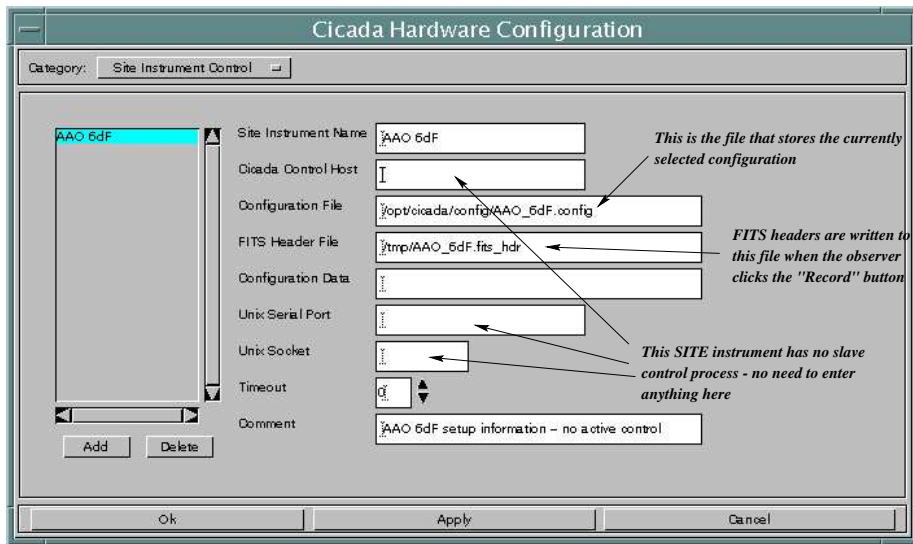 Cicada Hardware Configuration
Category: Site Instrument Control
AAO 6dF
Site Instrument Name AAO 6dF
Cicada Control Host
Configuration File /opt/cicada/config/AAO_6dF.config
FITS Header File /tmp/AAO_6dF.fits_hdr
Configuration Data
Unix Serial Port
Unix Socket
Timeout 0
Comment AAO 6dF setup information – no active control
Add Delete
This is the file that stores the currently
selected configuration
FITS headers are written to
this file when the observer
clicks the "Record" button
This SITE instrument has no slave
control process - no need to enter
anything here
Ok Apply Cancel